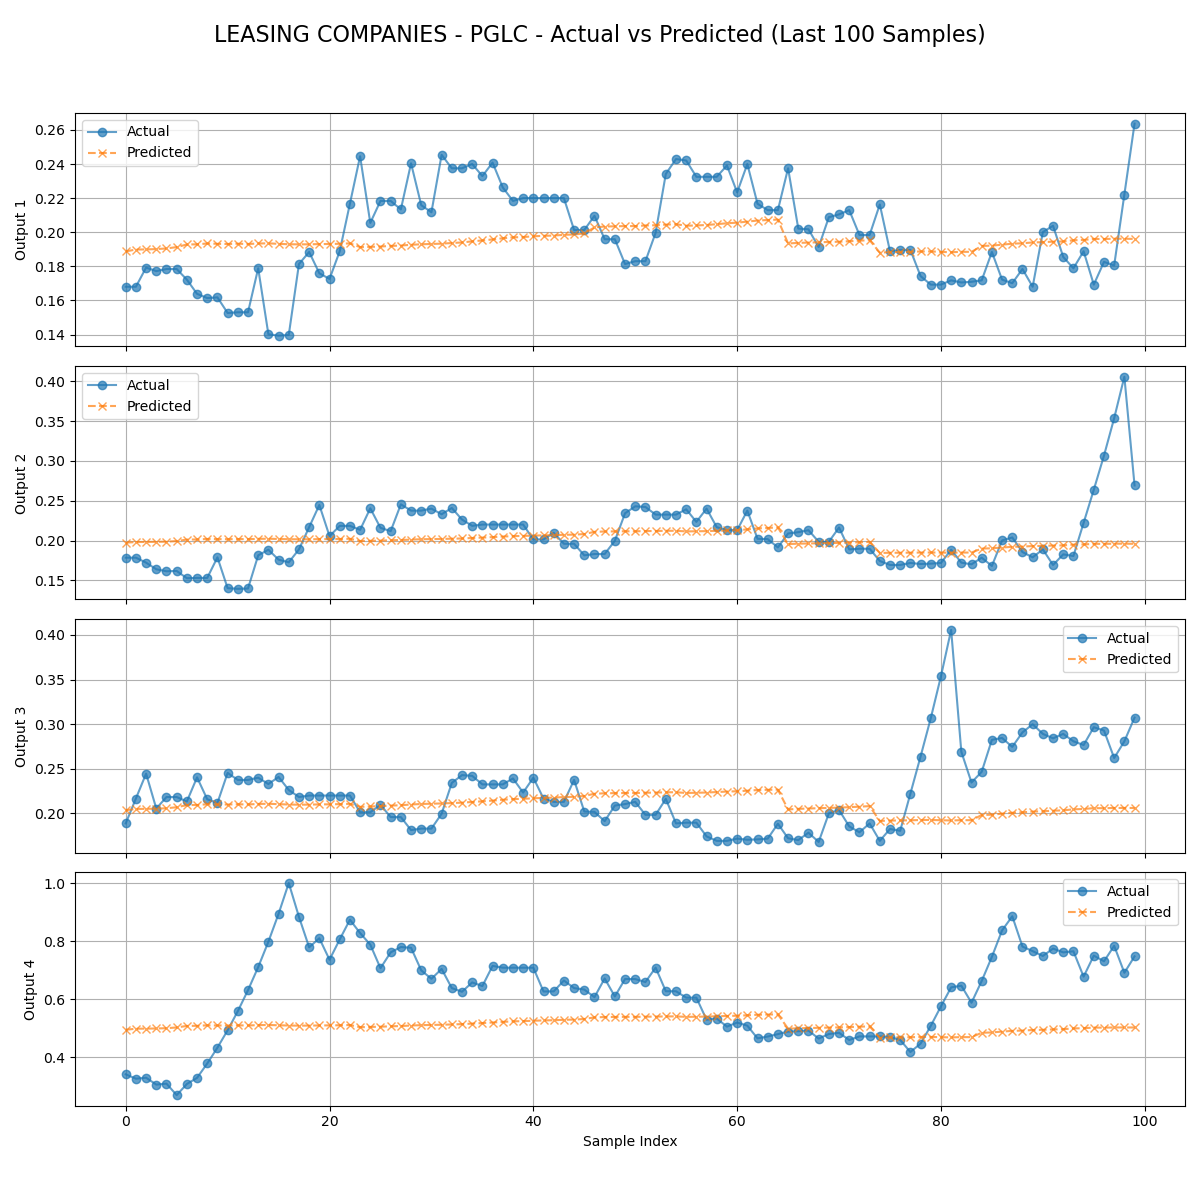 LEASING COMPANIES - PGLC - Actual vs Predicted (Last 100 Samples)
Output 1
0.26
0.24
0.22
0.20
0.18
0.16
0.14
Actual
Predicted
Output 2
0.40
0.35
0.30
0.25
0.20
0.15
Actual
Predicted
Output 3
0.40
0.35
0.30
0.25
0.20
Actual
Predicted
Output 4
1.0
0.8
0.6
0.4
Actual
Predicted
0 20 40 60 80 100
Sample Index